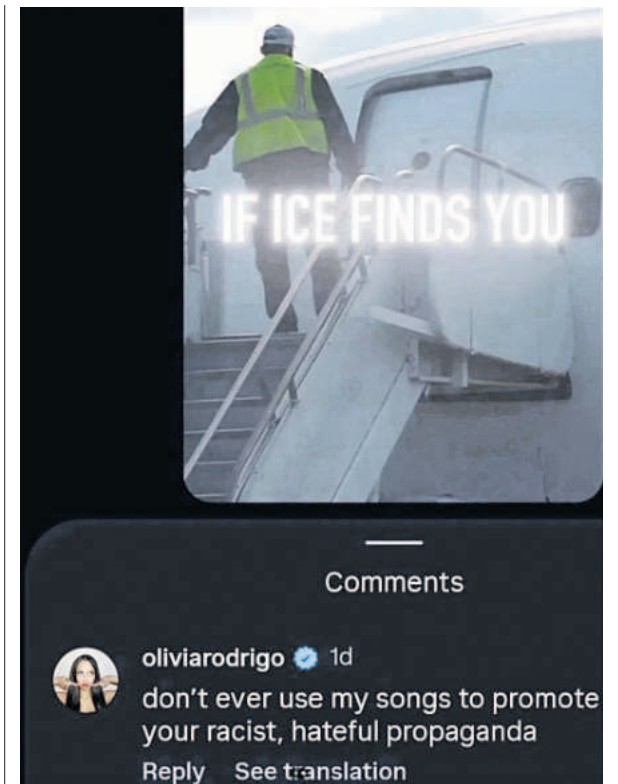 IF ICE FINDS YOU
Comments
oliviarodrigo 1d
don't ever use my songs to promote
your racist, hateful propaganda
Reply See translation